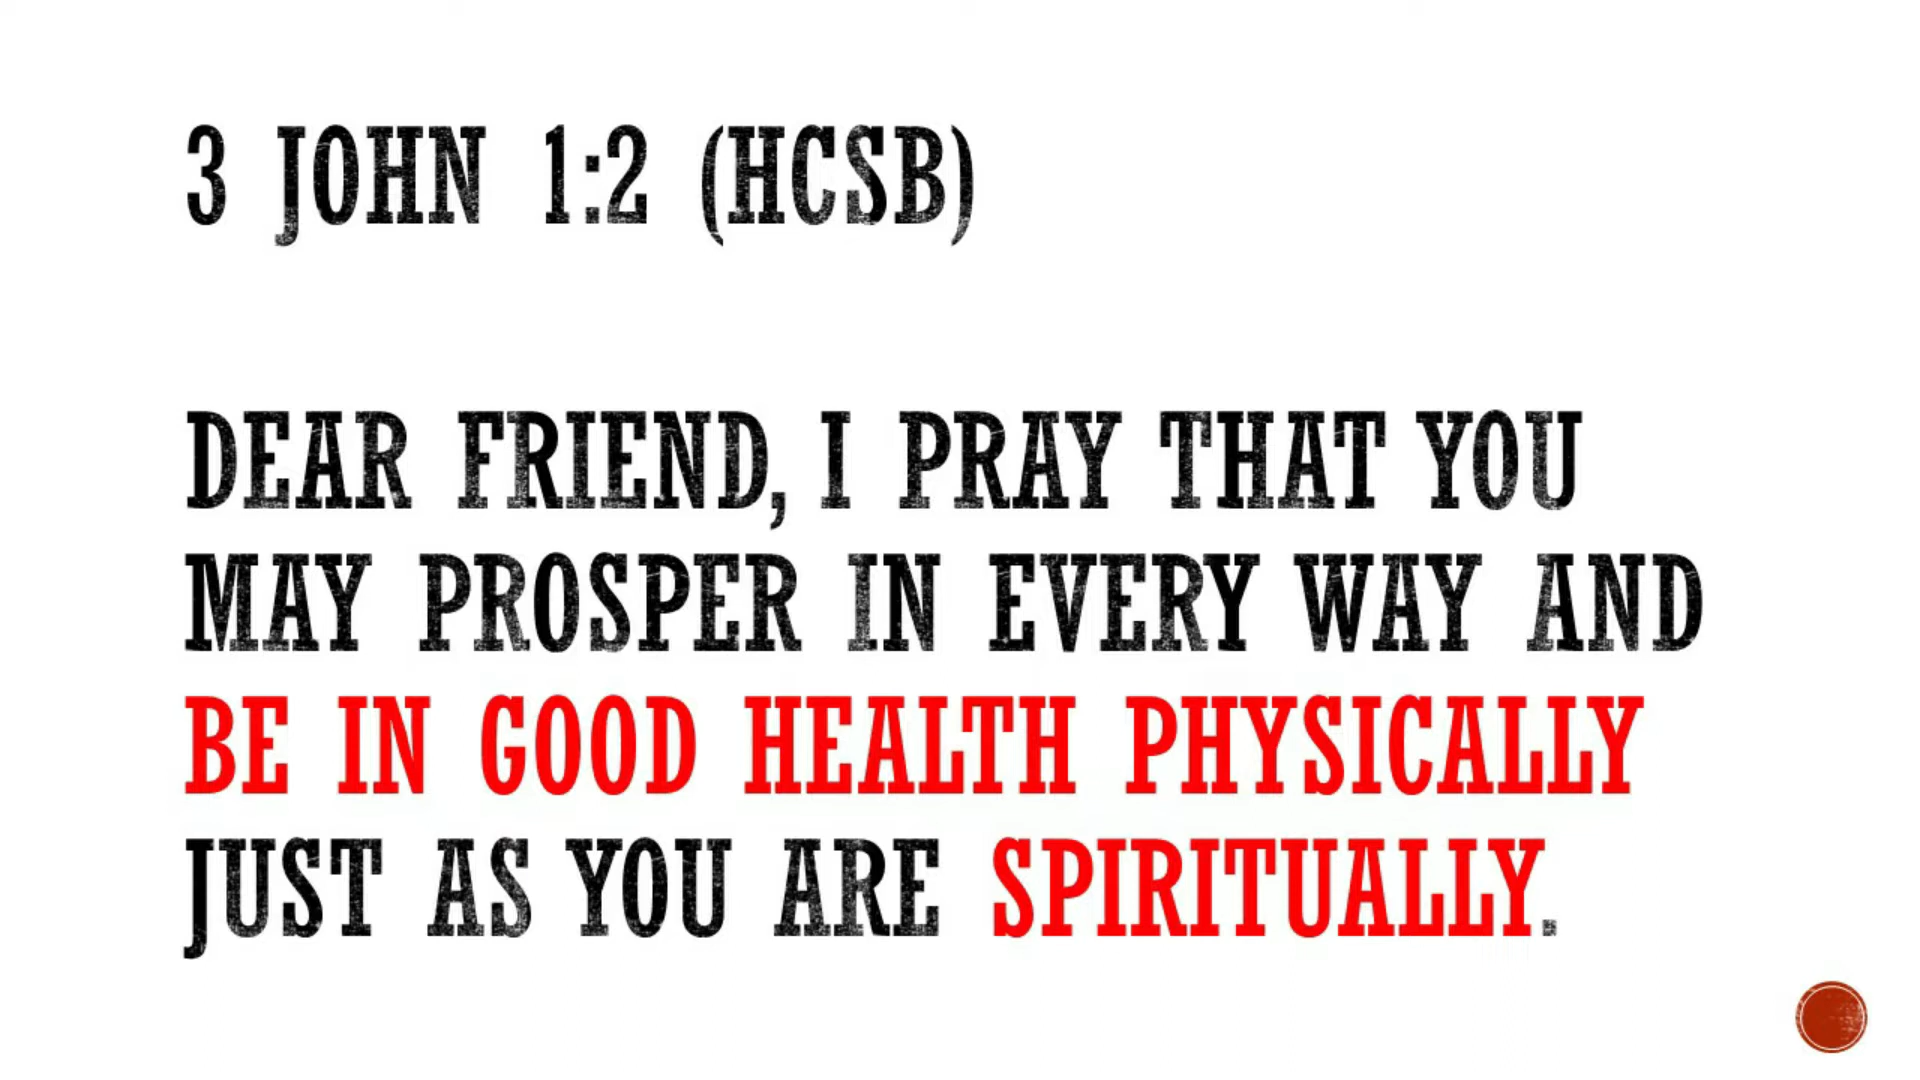 3 JOHN 1:2 (HCSB)
DEAR FRIEND, I PRAY THAT YOU
MAY PROSPER IN EVERY WAY AND
BE IN GOOD HEALTH PHYSICALLY
JUST AS YOU ARE SPIRITUALLY.